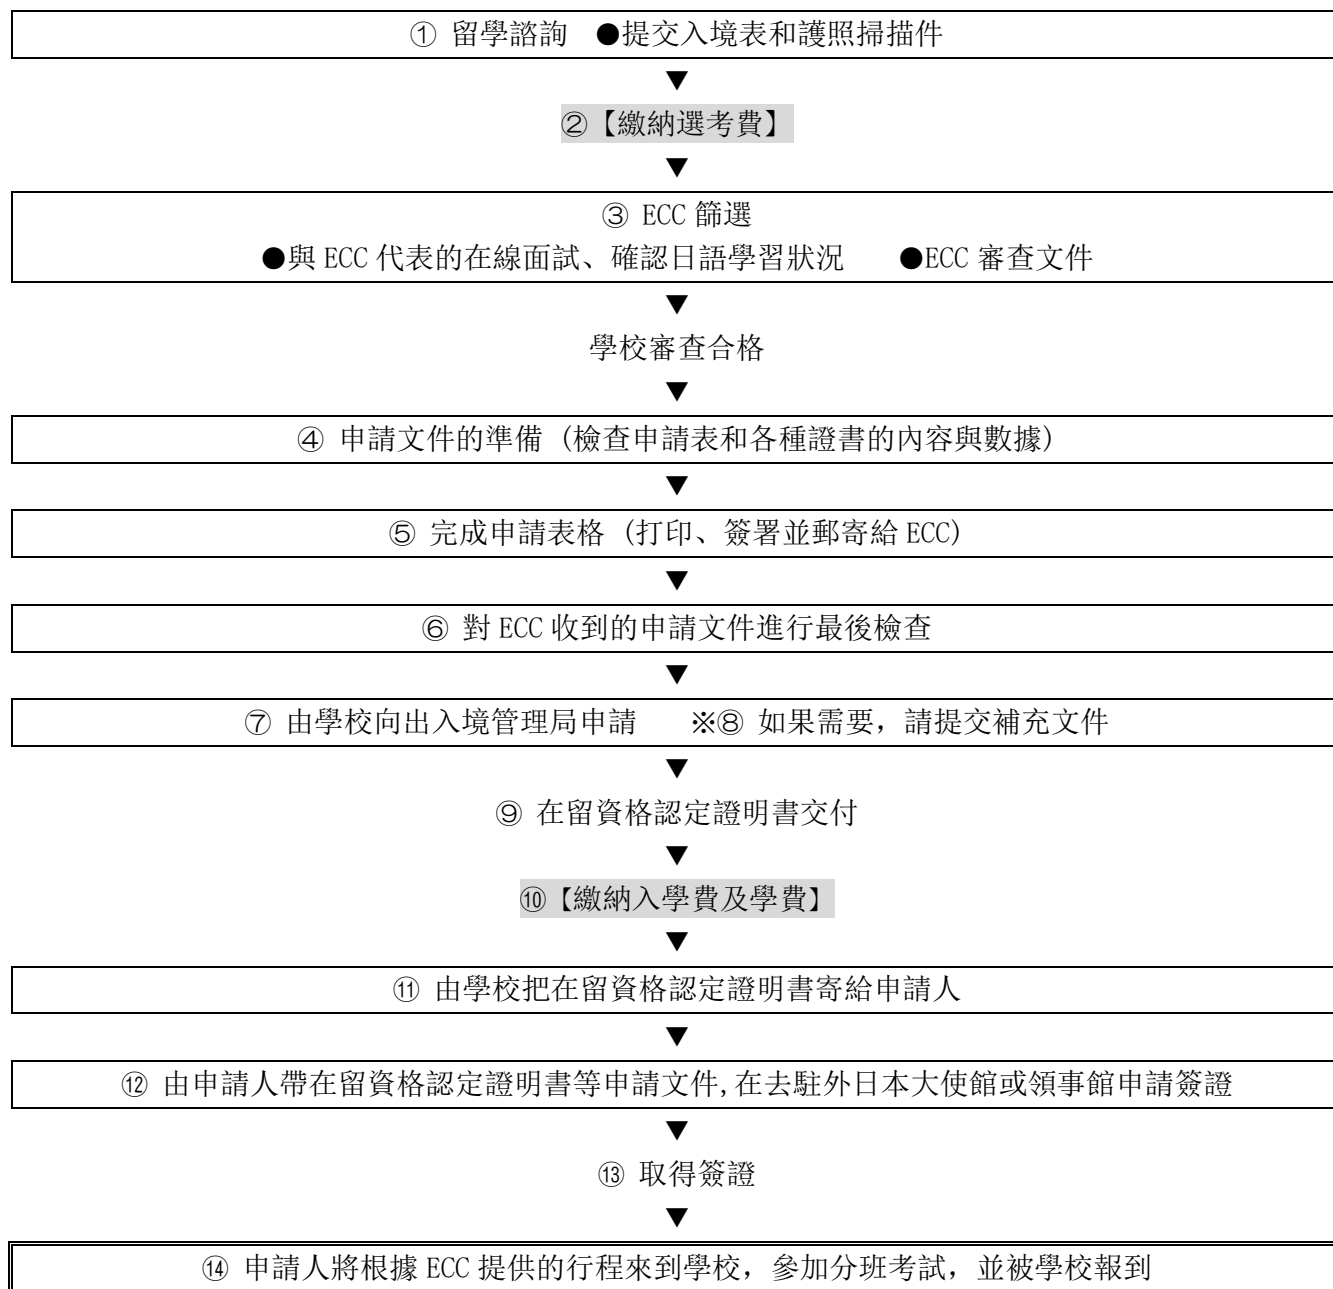 ① 留學諮詢 ●提交入境表和護照掃描件
▼
②【繳納選考費】
▼
③ ECC 篩選
●與 ECC 代表的在線面試、確認日語學習狀況 ●ECC 審查文件
▼
學校審查合格
▼
④ 申請文件的準備 (檢查申請表和各種證書的內容與數據)
▼
⑤ 完成申請表格 (打印、簽署並郵寄給 ECC)
▼
⑥ 對 ECC 收到的申請文件進行最後檢查
▼
⑦ 由學校向出入境管理局申請 ※⑧ 如果需要，請提交補充文件
▼
⑨ 在留資格認定證明書交付
▼
⑩【繳納入學費及學費】
▼
⑪ 由學校把在留資格認定證明書寄給申請人
▼
⑫ 由申請人帶在留資格認定證明書等申請文件,在去駐外日本大使館或領事館申請簽證
▼
⑬ 取得簽證
▼
⑭ 申請人將根據 ECC 提供的行程來到學校，參加分班考試，並被學校報到